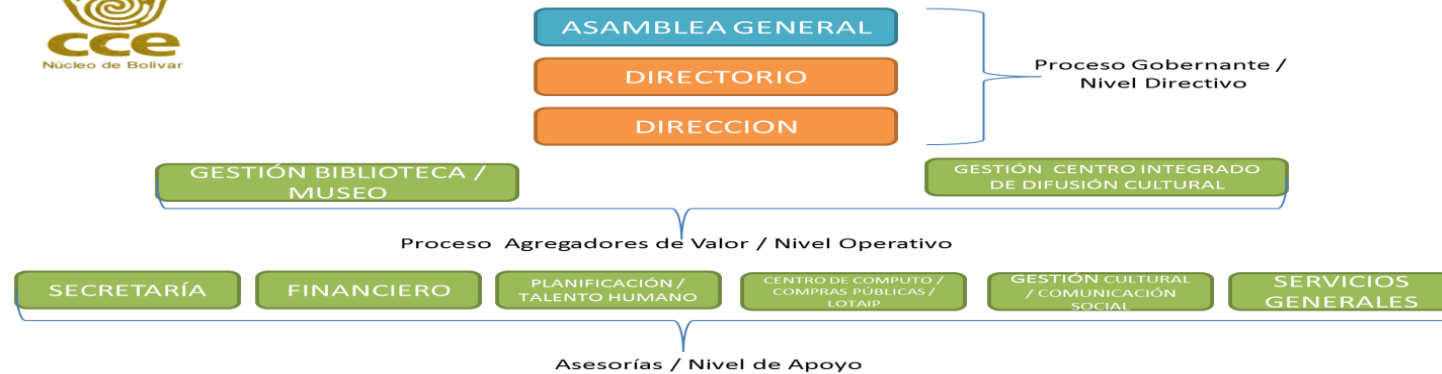 cce
Núcleo de Bolívar
ASAMBLEA GENERAL
DIRECTORIO
DIRECCION
Proceso Gobernante /
Nivel Directivo
GESTIÓN BIBLIOTECA /
MUSEO
GESTIÓN CENTRO INTEGRADO
DE DIFUSIÓN CULTURAL
Proceso Agregadores de Valor / Nivel Operativo
SECRETARÍA
FINANCIERO
PLANIFICACIÓN /
TALENTO HUMANO
CENTRO DE COMPUTO /
COMPRAS PÚBLICAS /
LOTAIP
GESTIÓN CULTURAL
/ COMUNICACIÓN
SOCIAL
SERVICIOS
GENERALES
Asesorías / Nivel de Apoyo